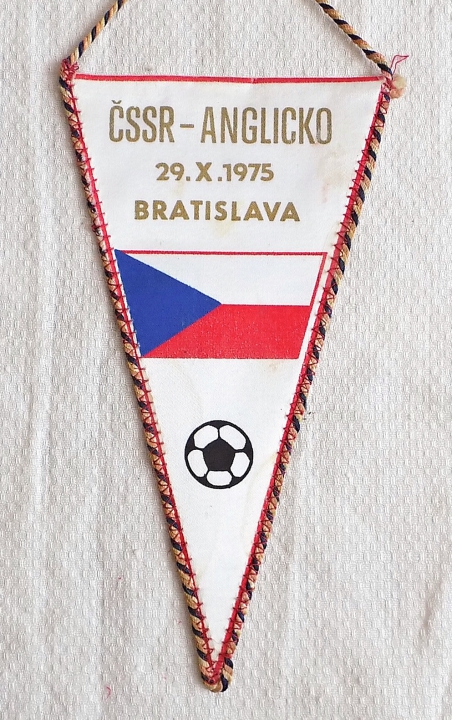 ČSSR - ANGLICKO
29.X.1975
BRATISLAVA